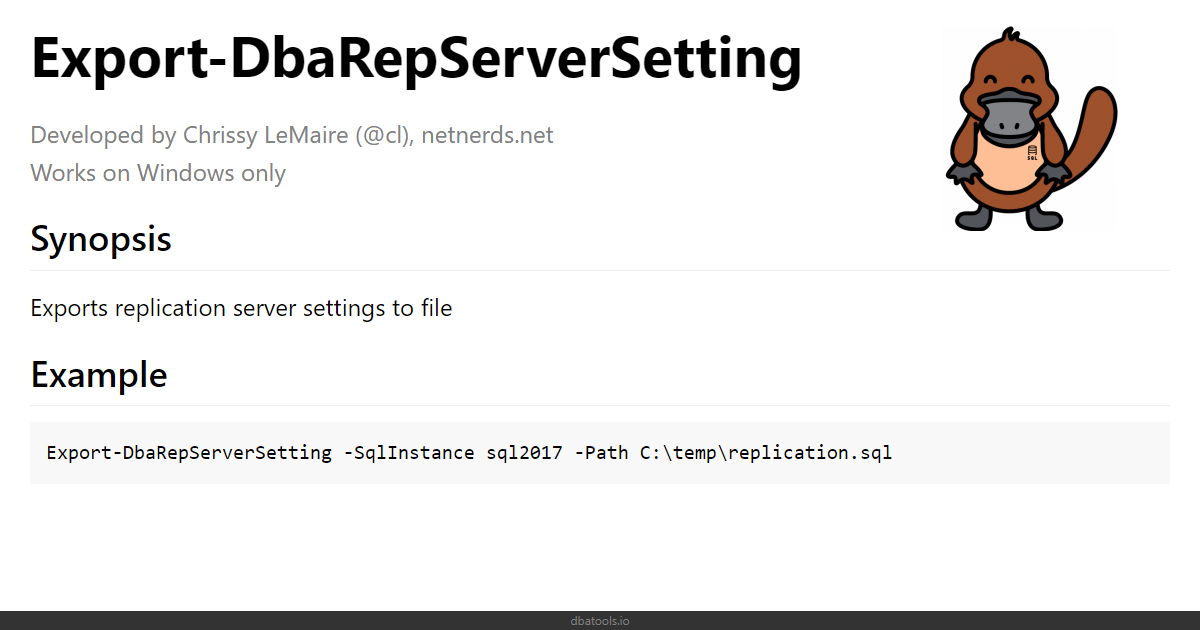 Export-DbaRepServerSetting
Developed by Chrissy LeMaire (@cl), netnerds.net
Works on Windows only
SQL
Synopsis
Exports replication server settings to file
Example
Export-DbaRepServerSetting -SqlInstance sql2017 -Path C:\temp\replication.sql
dbatools.io